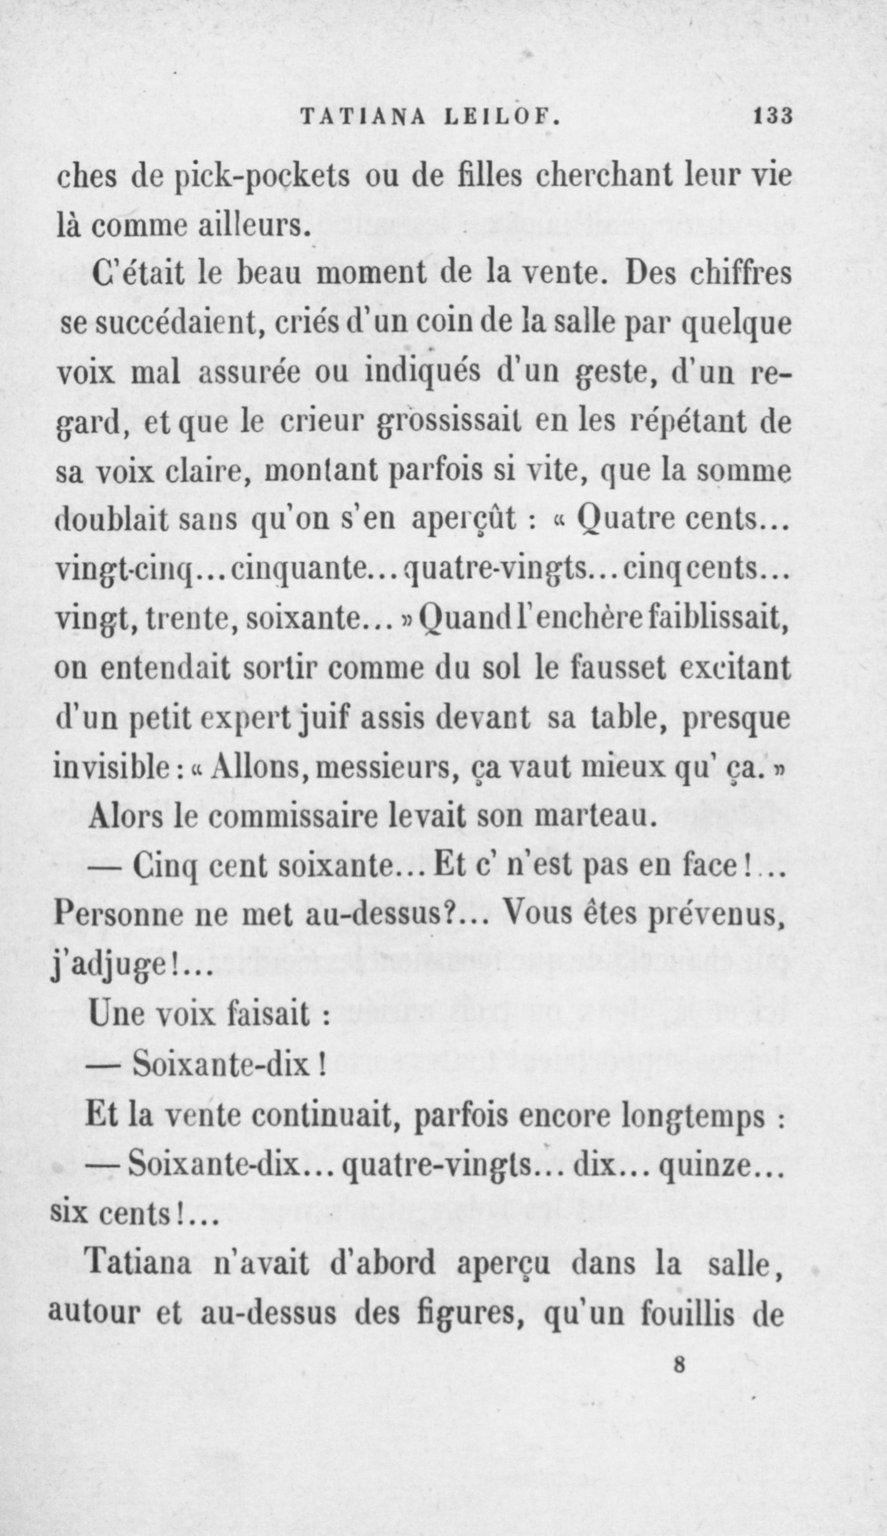 TATIANA LEILOF. 133
ches de pick-pockets ou de filles cherchant leur vie
là comme ailleurs.
C'était le beau moment de la vente. Des chiffres
se succédaient, criés d'un coin de la salle par quelque
voix mal assurée ou indiqués d'un geste, d'un re-
gard, et que le crieur grossissait en les répétant de
sa voix claire, montant parfois si vite, que la somme
doublait sans qu'on s'en aperçût : « Quatre cents...
vingt-cinq... cinquante... quatre-vingts... cinq cents...
vingt, trente, soixante... » Quand l'enchère faiblissait,
on entendait sortir comme du sol le fausset excitant
d'un petit expert juif assis devant sa table, presque
invisible : « Allons, messieurs, ça vaut mieux qu' ça. »
Alors le commissaire levait son marteau.
— Cinq cent soixante... Et c' n'est pas en face !...
Personne ne met au-dessus?... Vous êtes prévenus,
j'adjuge !...
Une voix faisait :
— Soixante-dix !
Et la vente continuait, parfois encore longtemps :
— Soixante-dix... quatre-vingts... dix... quinze...
six cents !...
Tatiana n'avait d'abord aperçu dans la salle,
autour et au-dessus des figures, qu'un fouillis de
8